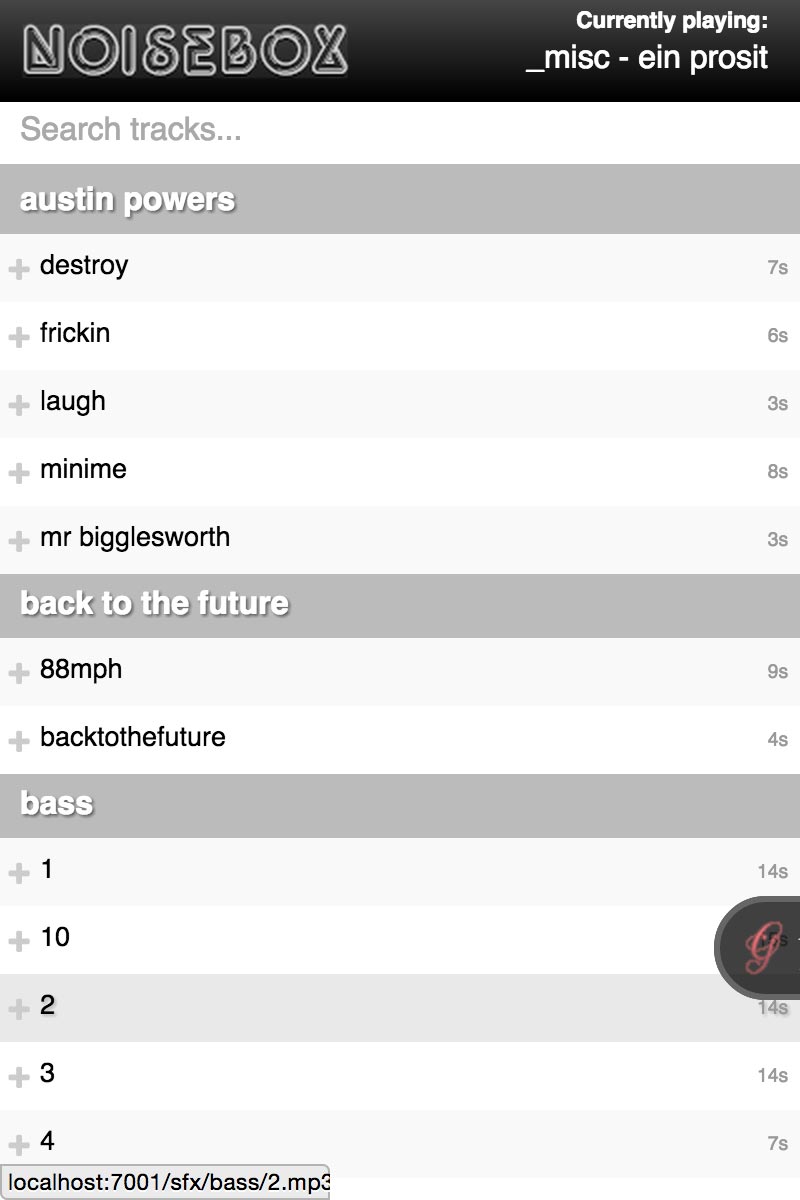 NOISEBOX
Currently playing:
_misc - ein prosit
Search tracks...
austin powers
destroy 7s
frickin 6s
laugh 3s
minime 8s
mr bigglesworth 3s
back to the future
88mph 9s
backtothefuture 4s
bass
1 14s
10 15s
2 14s
3 14s
4 7s
localhost:7001/sfx/bass/2.mp3